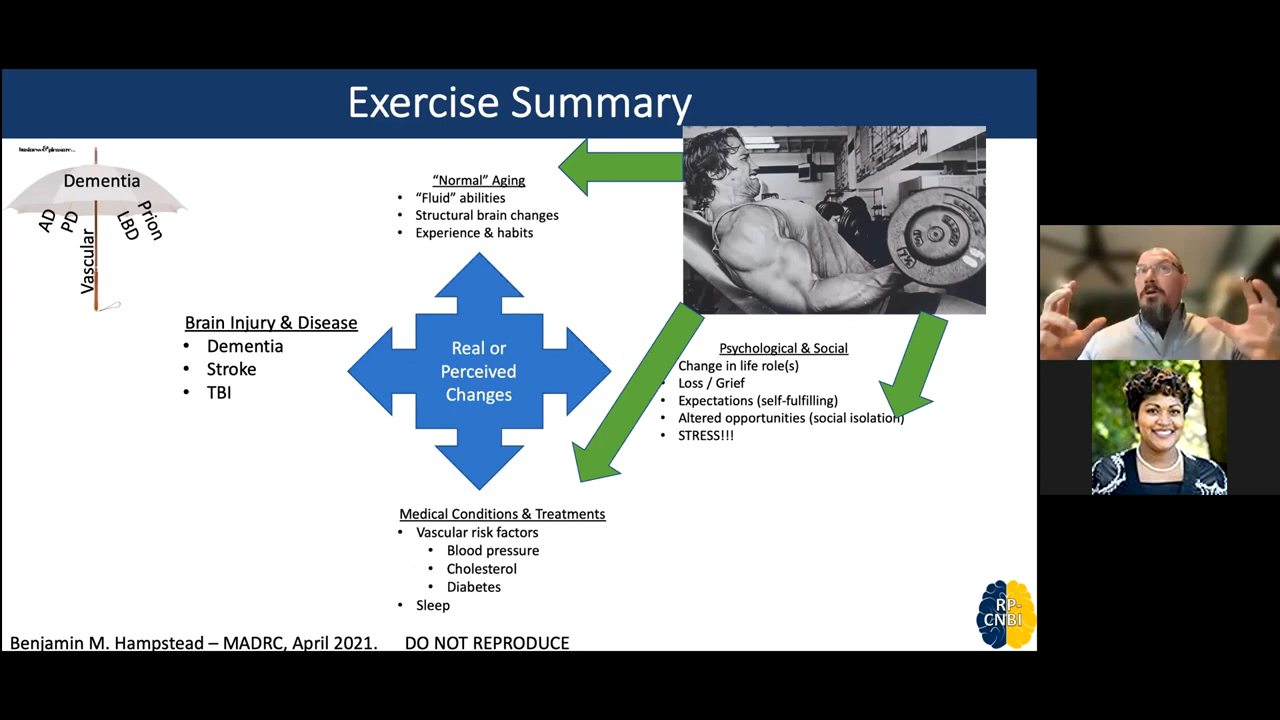 Exercise Summary
business & pleasure...
Dementia
AD
PD
Vascular
LBD
Prion
"Normal" Aging
• "Fluid" abilities
• Structural brain changes
• Experience & habits
Brain Injury & Disease
• Dementia
• Stroke
• TBI
Real or
Perceived
Changes
Psychological & Social
Change in life role(s)
• Loss / Grief
• Expectations (self-fulfilling)
• Altered opportunities (social isolation)
• STRESS!!!
Medical Conditions & Treatments
• Vascular risk factors
• Blood pressure
• Cholesterol
• Diabetes
• Sleep
RP-
CNBI
Benjamin M. Hampstead – MADRC, April 2021. DO NOT REPRODUCE